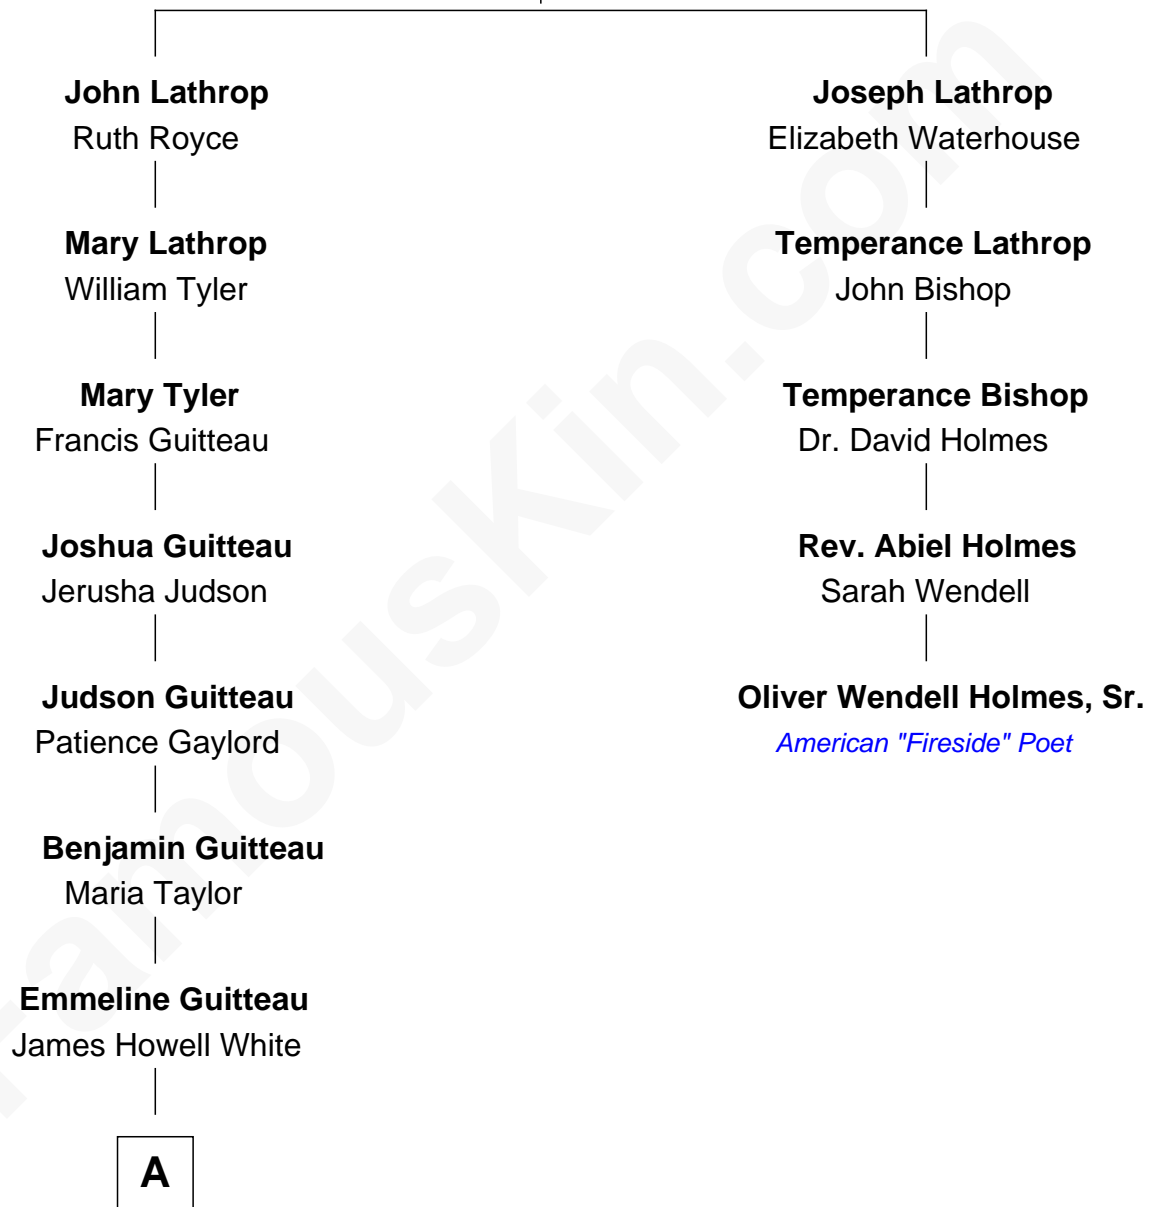 John Lathrop
Ruth Royce
Mary Lathrop
William Tyler
Mary Tyler
Francis Guitteau
Joshua Guitteau
Jerusha Judson
Judson Guitteau
Patience Gaylord
Benjamin Guitteau
Maria Taylor
Emmeline Guitteau
James Howell White
A
Joseph Lathrop
Elizabeth Waterhouse
Temperance Lathrop
John Bishop
Temperance Bishop
Dr. David Holmes
Rev. Abiel Holmes
Sarah Wendell
Oliver Wendell Holmes, Sr.
American "Fireside" Poet
FamousKin.com